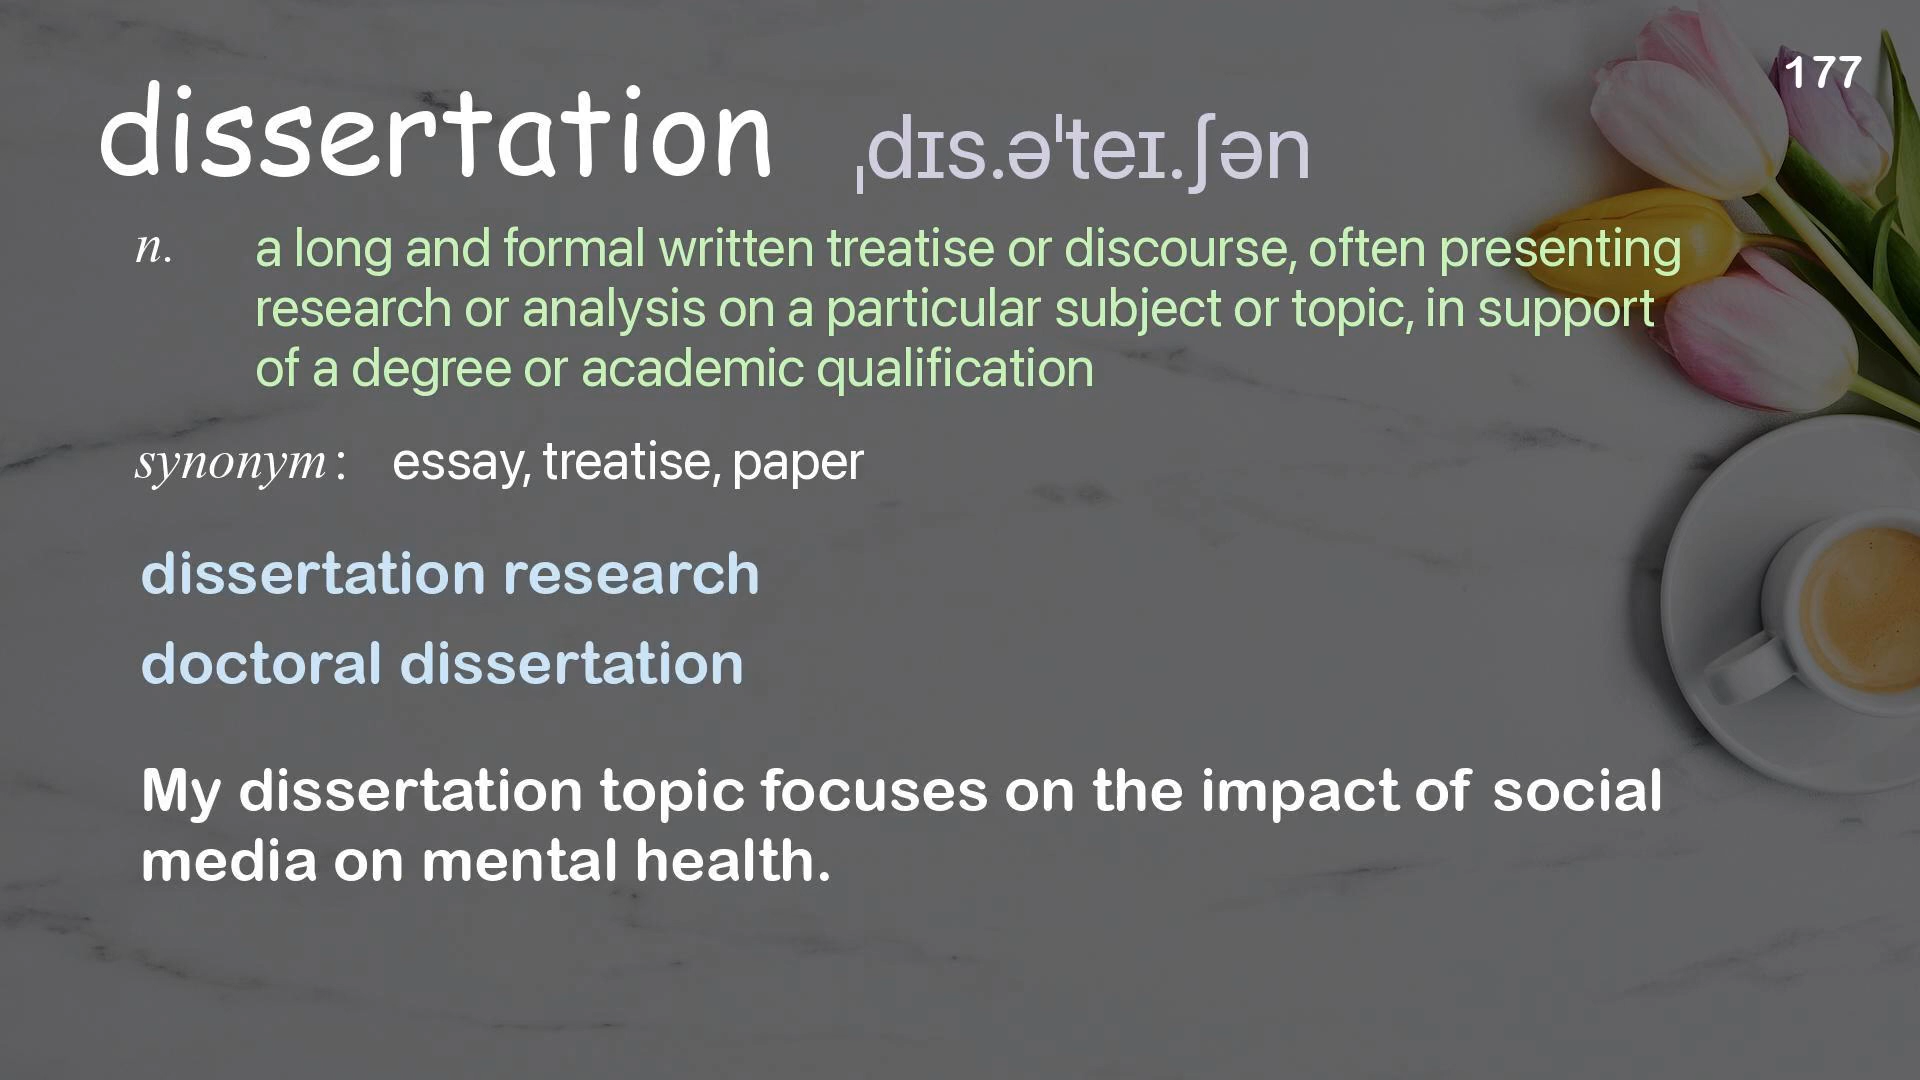 177
dissertation ˌdɪs.əˈteɪ.ʃən
n. a long and formal written treatise or discourse, often presenting
research or analysis on a particular subject or topic, in support
of a degree or academic qualification
synonym: essay, treatise, paper
dissertation research
doctoral dissertation
My dissertation topic focuses on the impact of social
media on mental health.